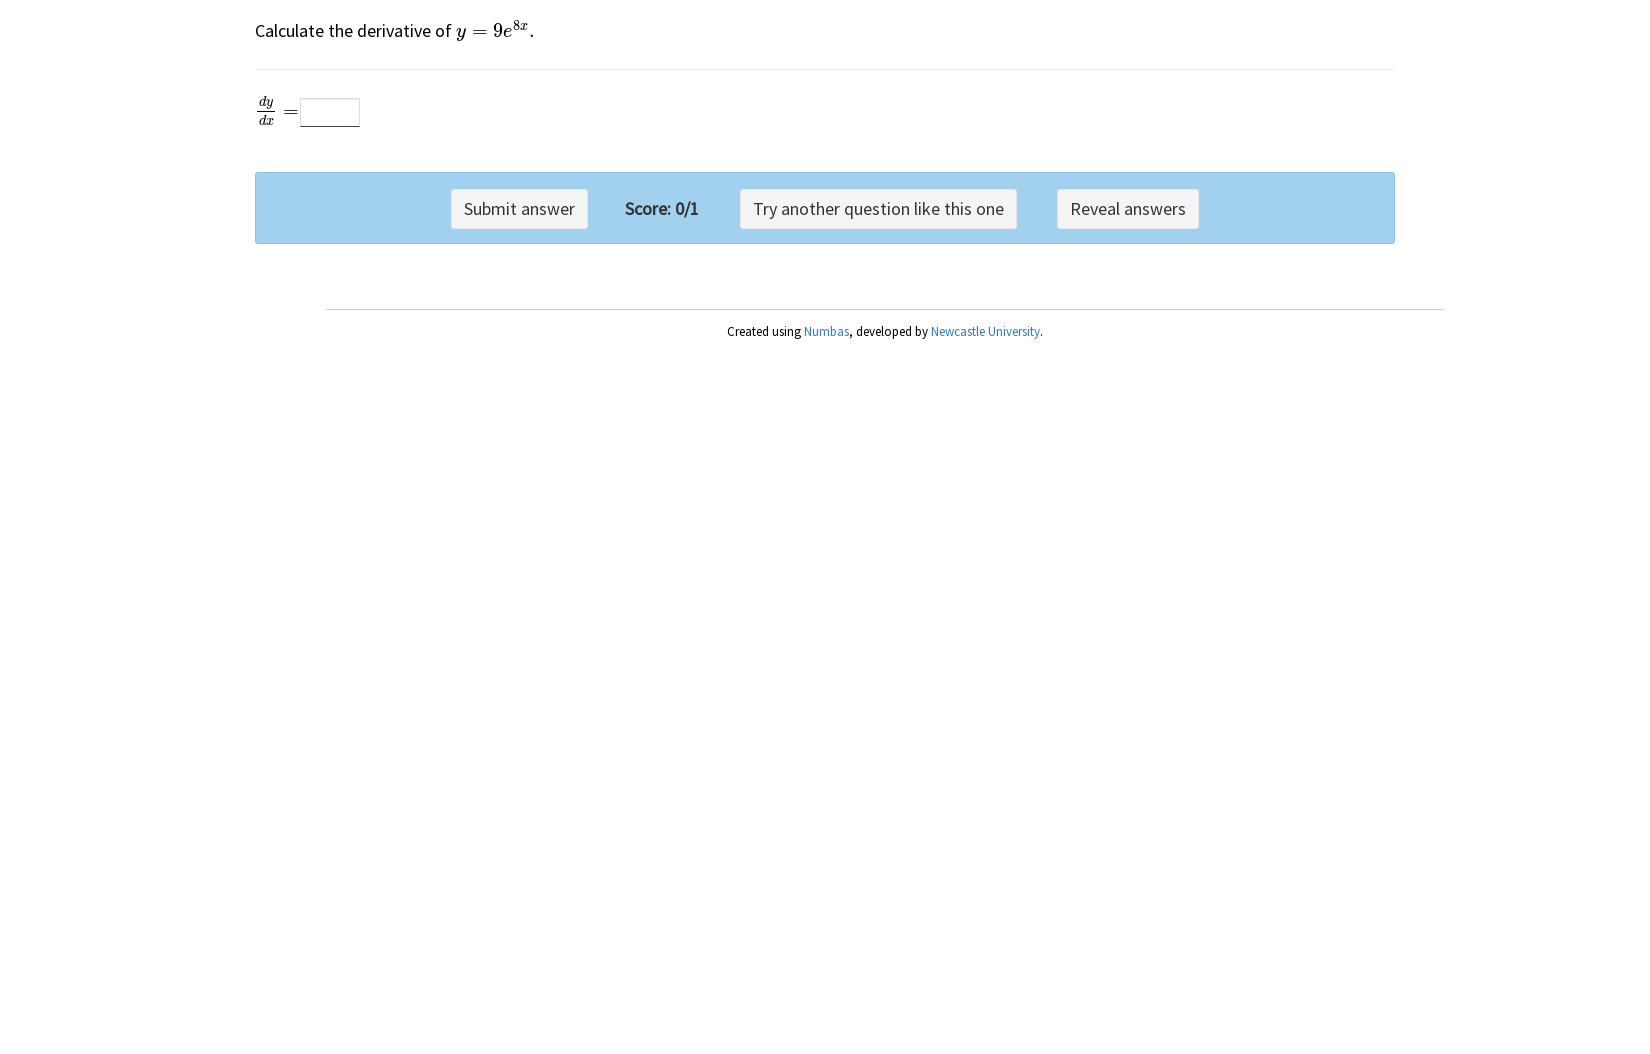 Calculate the derivative of y = 9e^{8x}.
dy/dx =
Submit answer Score: 0/1 Try another question like this one Reveal answers
Created using Numbas, developed by Newcastle University.